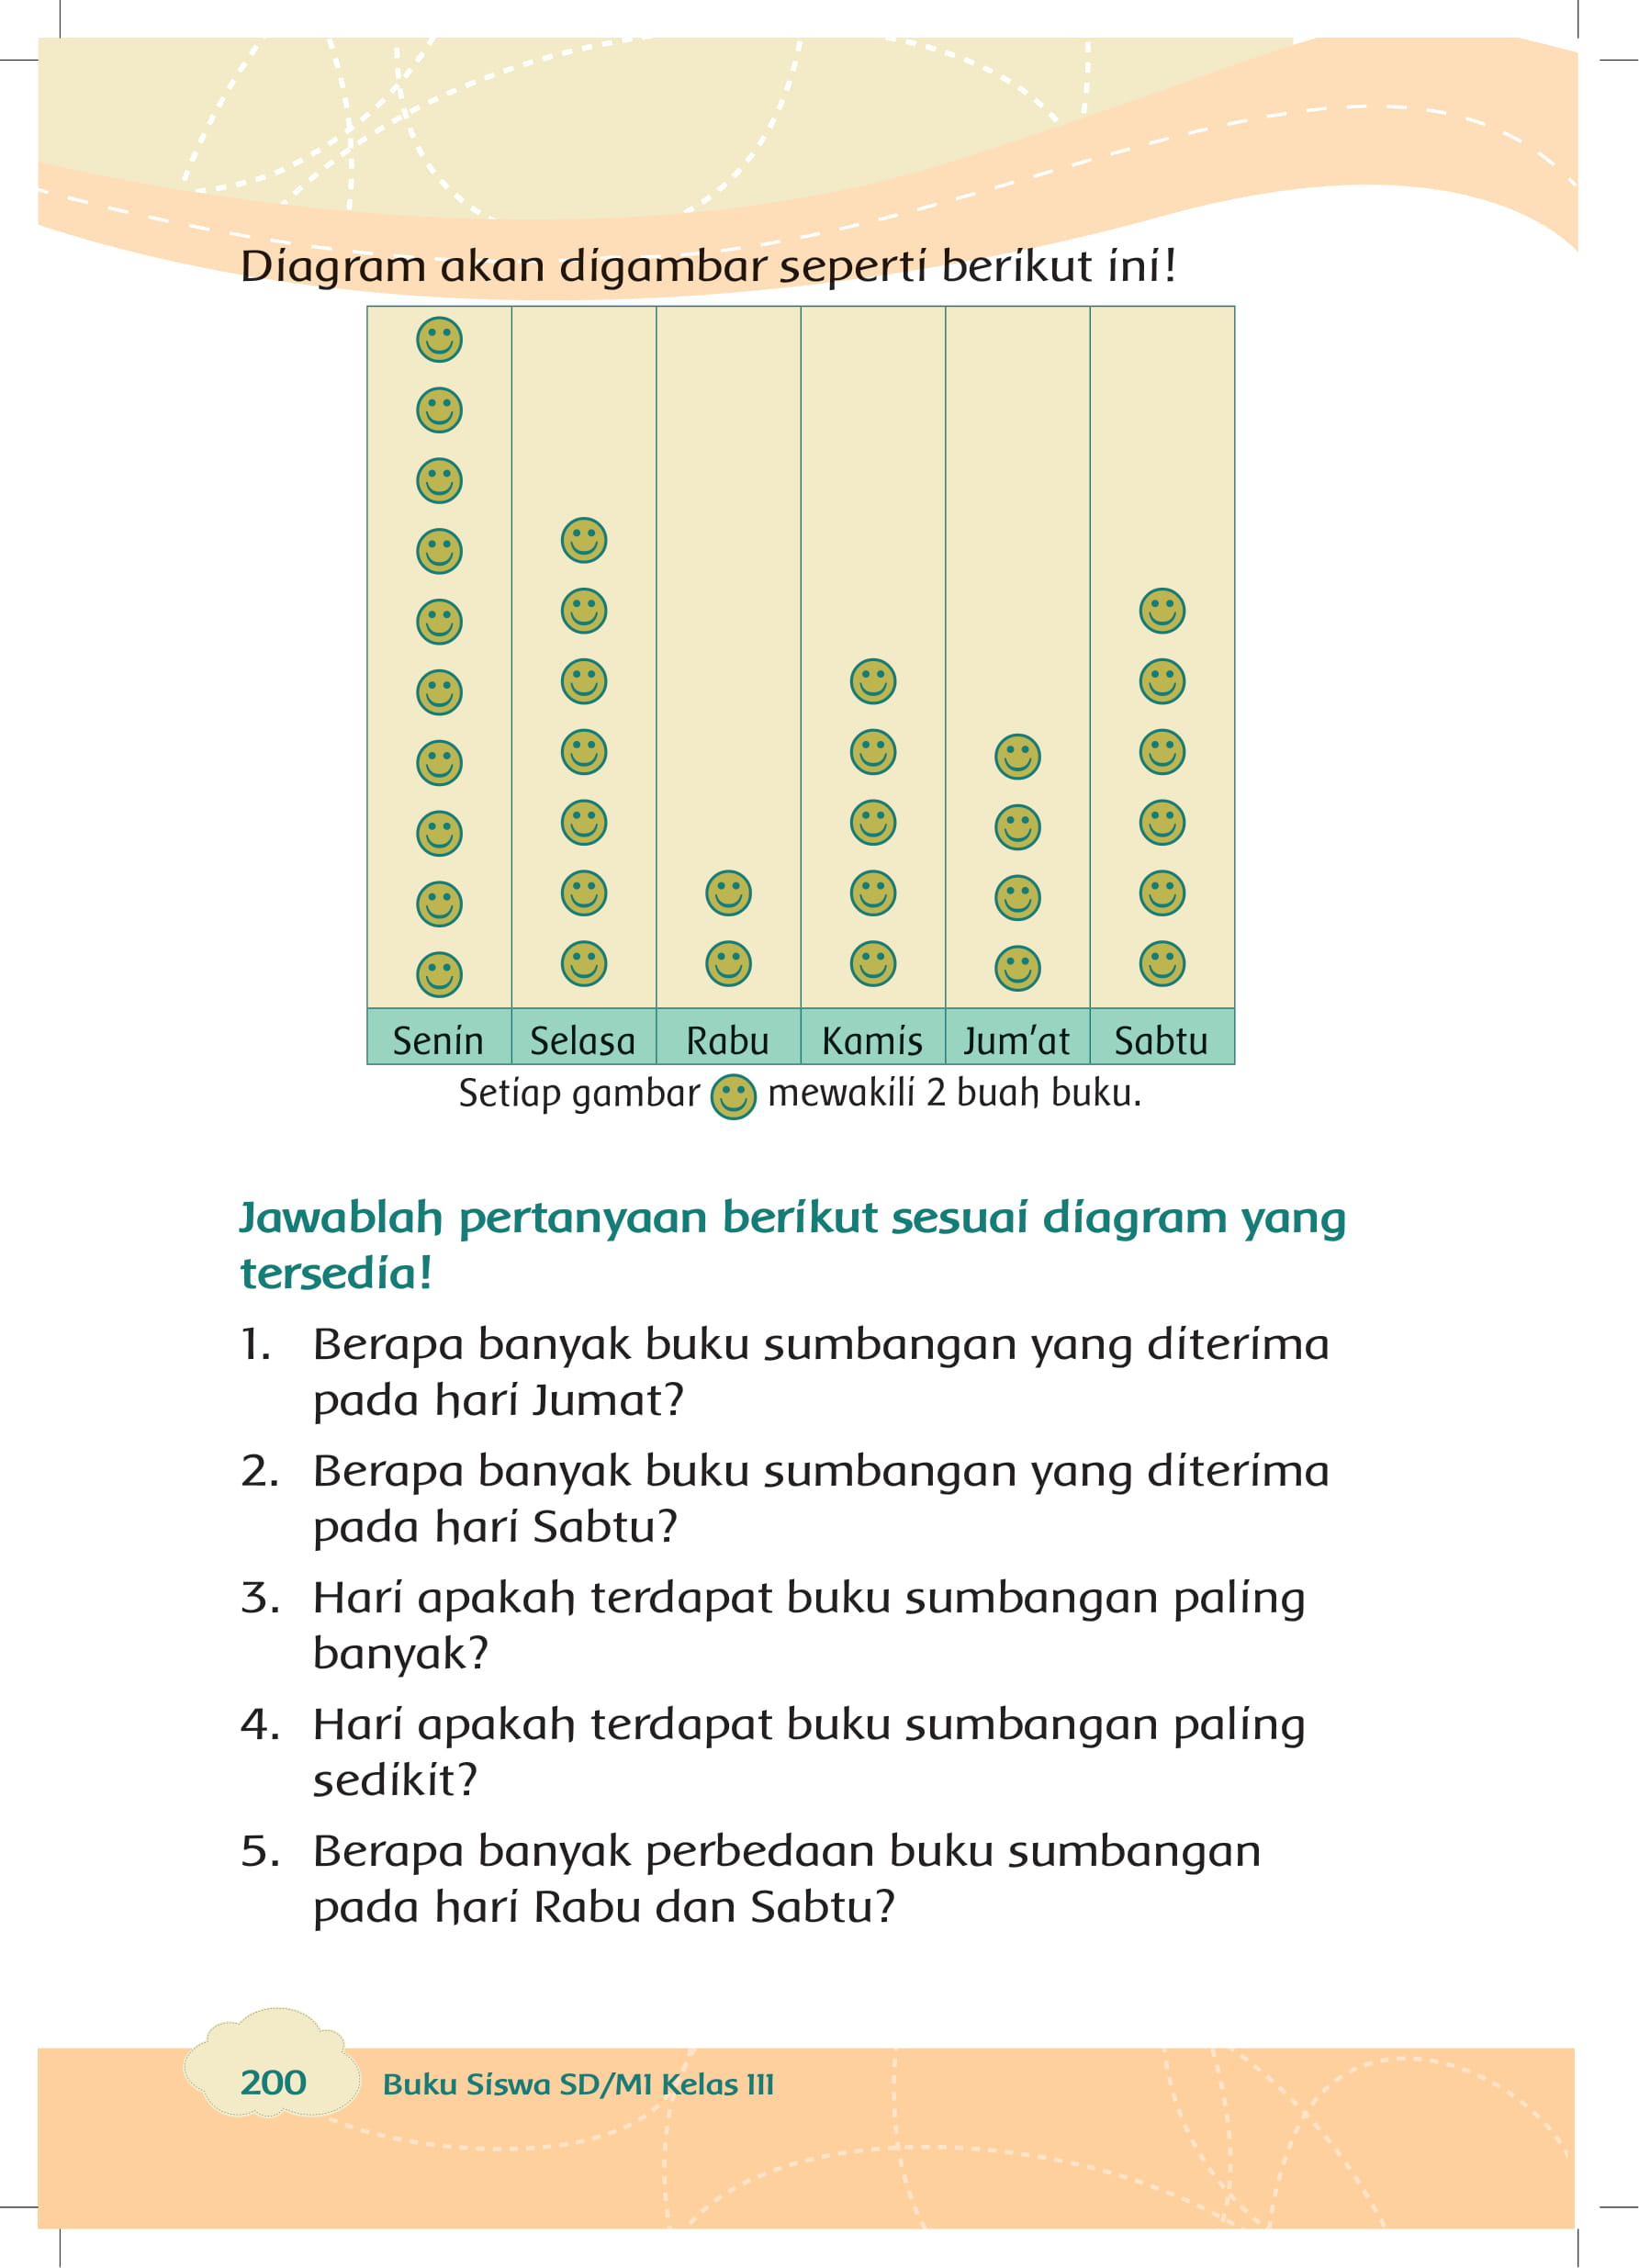 Diagram akan digambar seperti berikut ini!
Senin Selasa Rabu Kamis Jum’at Sabtu
Setiap gambar mewakili 2 buah buku.
Jawablah pertanyaan berikut sesuai diagram yang
tersedia!
1. Berapa banyak buku sumbangan yang diterima
pada hari Jumat?
2. Berapa banyak buku sumbangan yang diterima
pada hari Sabtu?
3. Hari apakah terdapat buku sumbangan paling
banyak?
4. Hari apakah terdapat buku sumbangan paling
sedikit?
5. Berapa banyak perbedaan buku sumbangan
pada hari Rabu dan Sabtu?
200 Buku Siswa SD/MI Kelas III